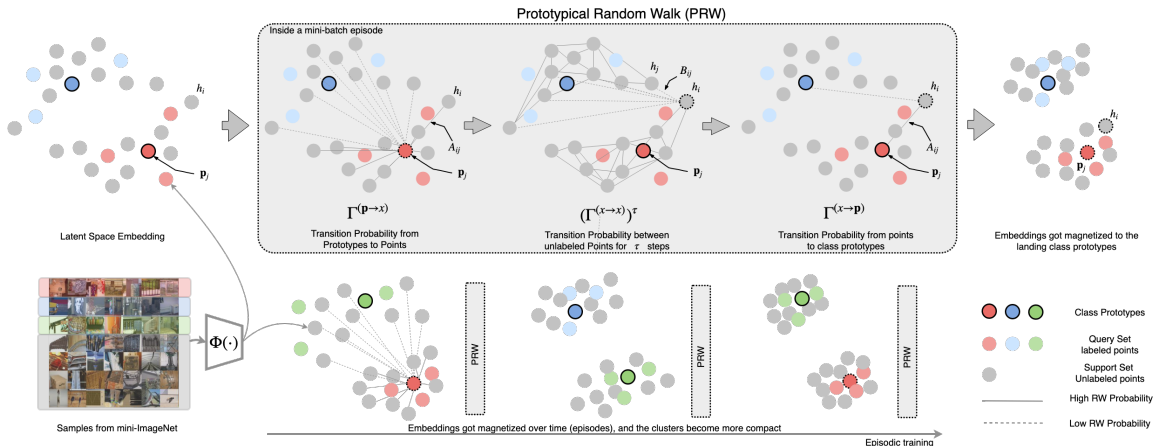 Prototypical Random Walk (PRW)
Inside a mini-batch episode
h_i
p_j
Latent Space Embedding
h_i
A_ij
p_j
Γ^(p→x)
Transition Probability from
Prototypes to Points
h_j
B_ij
h_i
p_j
(Γ^(x→x))^τ
Transition Probability between
unlabeled Points for τ steps
h_i
A_ij
p_j
Γ^(x→p)
Transition Probability from points
to class prototypes
h_i
p_j
Embeddings got magnetized to the
landing class prototypes
Φ(·)
Samples from mini-ImageNet
PRW
PRW
PRW
Embeddings got magnetized over time (episodes), and the clusters become more compact
Episodic training
Class Prototypes
Query Set
labeled points
Support Set
Unlabeled points
High RW Probability
Low RW Probability